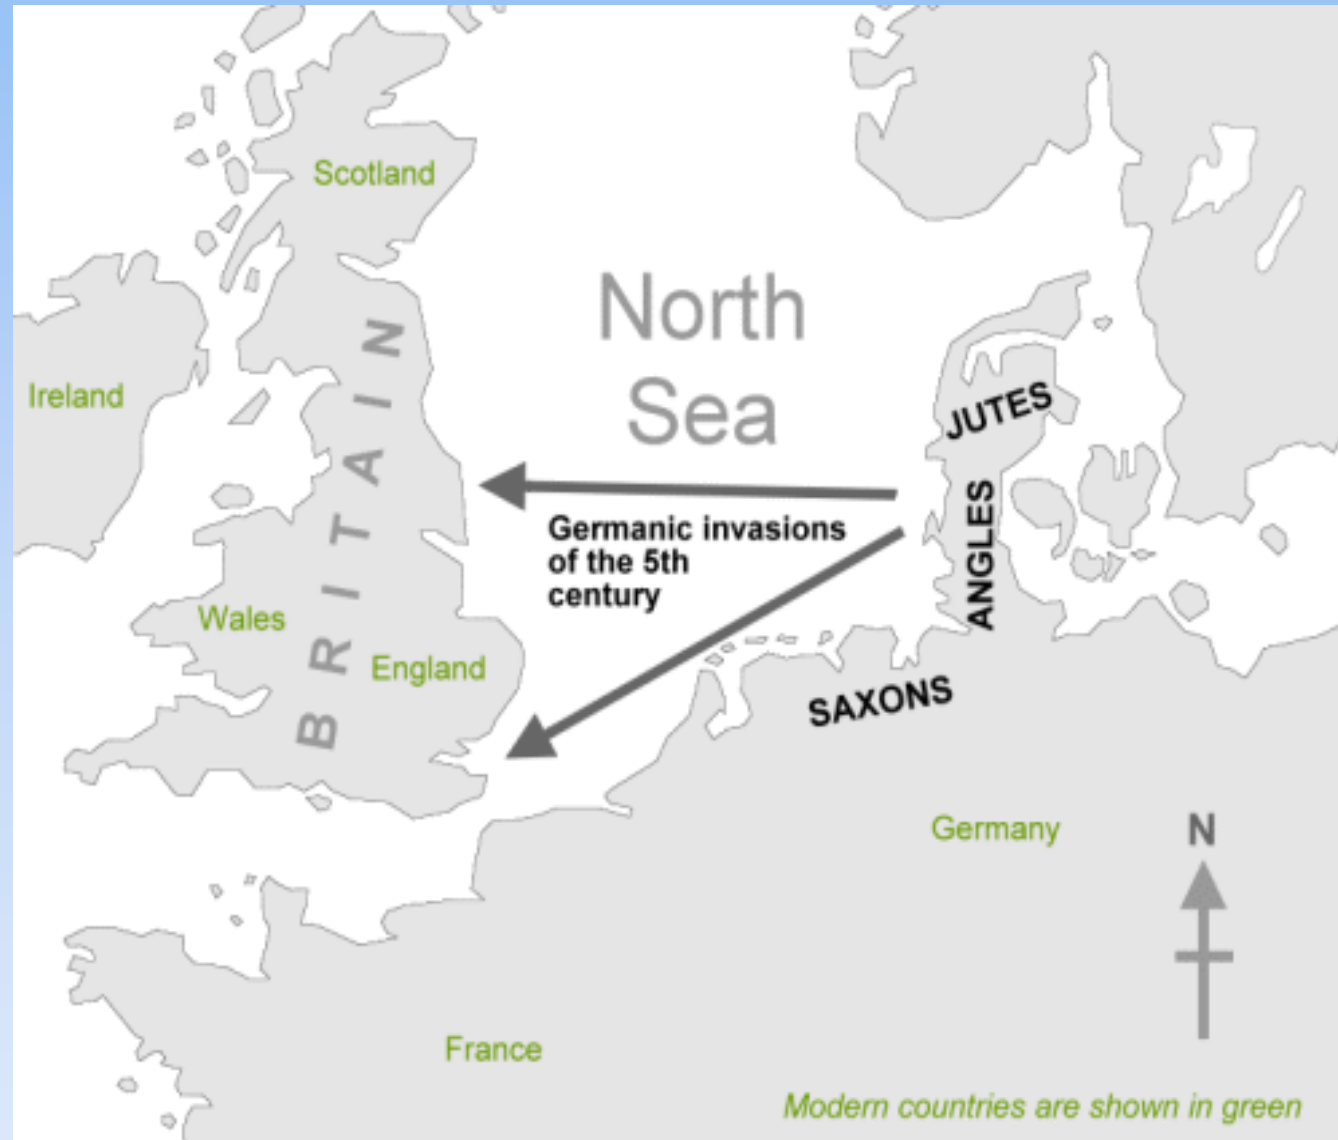 Scotland
North
Sea
Ireland
JUTES
BRITAIN
ANGLES
Germanic invasions
of the 5th
century
Wales
England
SAXONS
Germany
N
France
Modern countries are shown in green